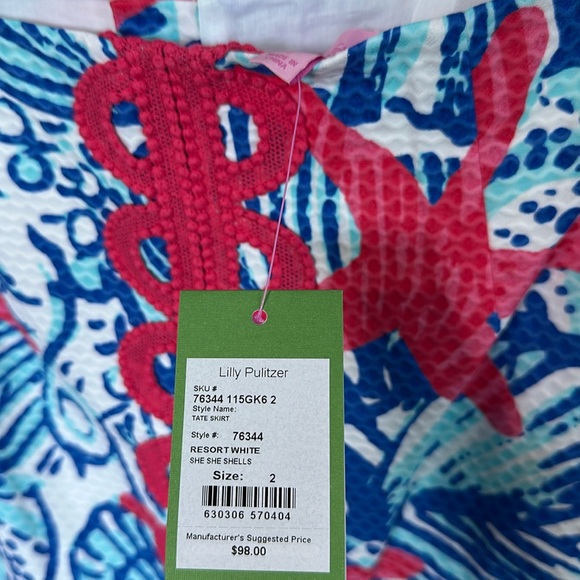 Lilly Pulitzer
SKU #
76344 115GK6 2
Style Name:
TATE SKIRT
Style #: 76344
RESORT WHITE
SHE SHE SHELLS
Size: 2
630306 570404
Manufacturer's Suggested Price
$98.00